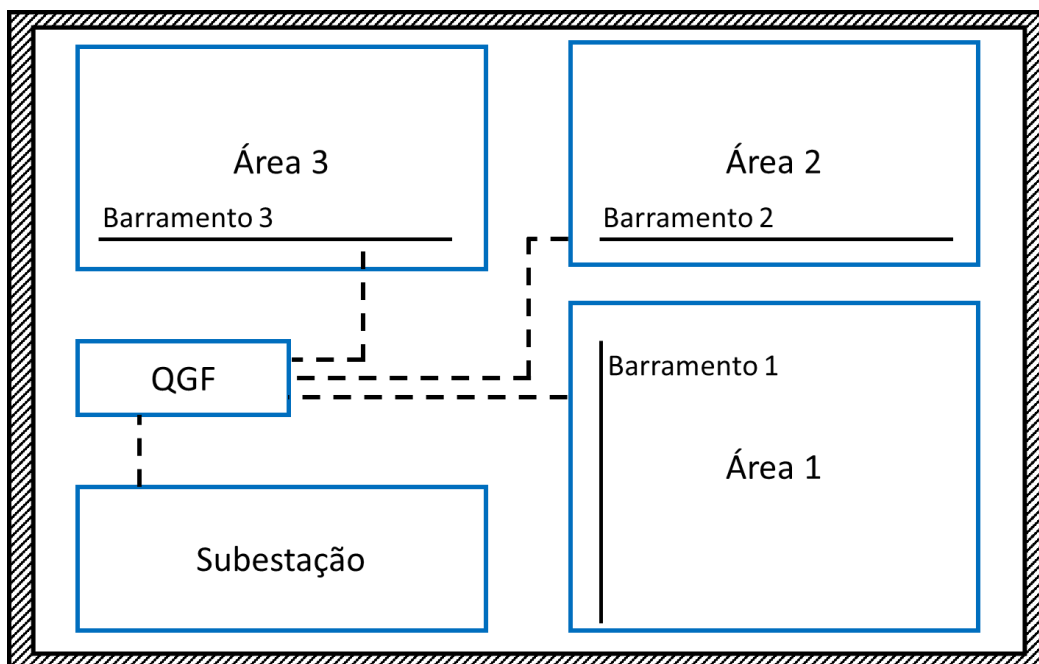 Área 3
Barramento 3
Área 2
Barramento 2
QGF
Barramento 1
Área 1
Subestação